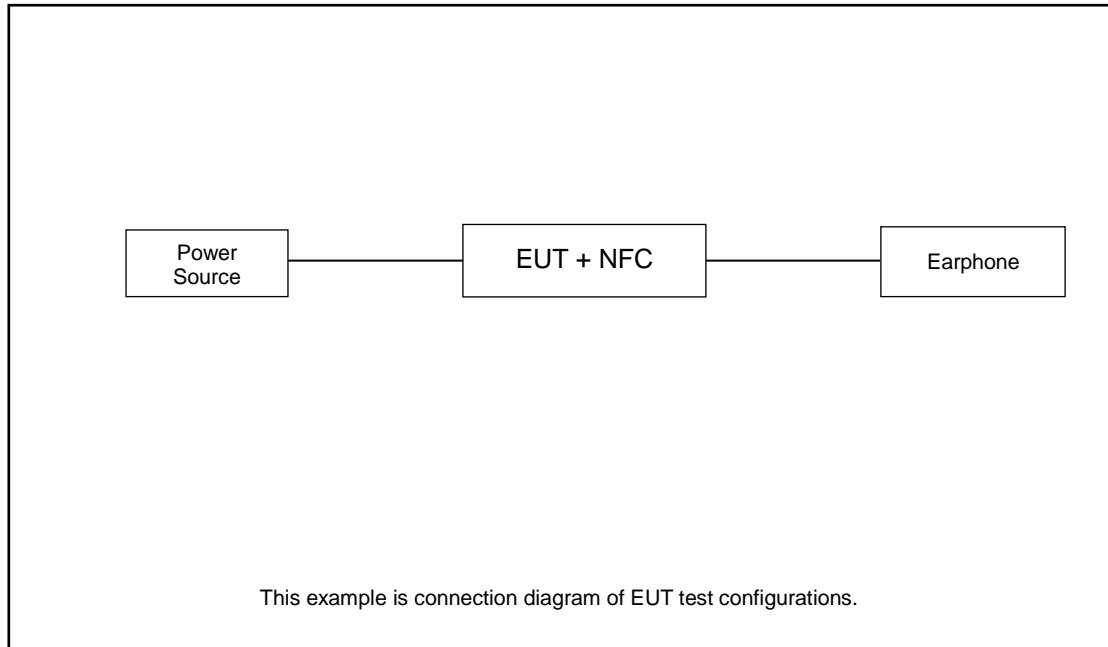 Power
Source
EUT + NFC
Earphone
This example is connection diagram of EUT test configurations.